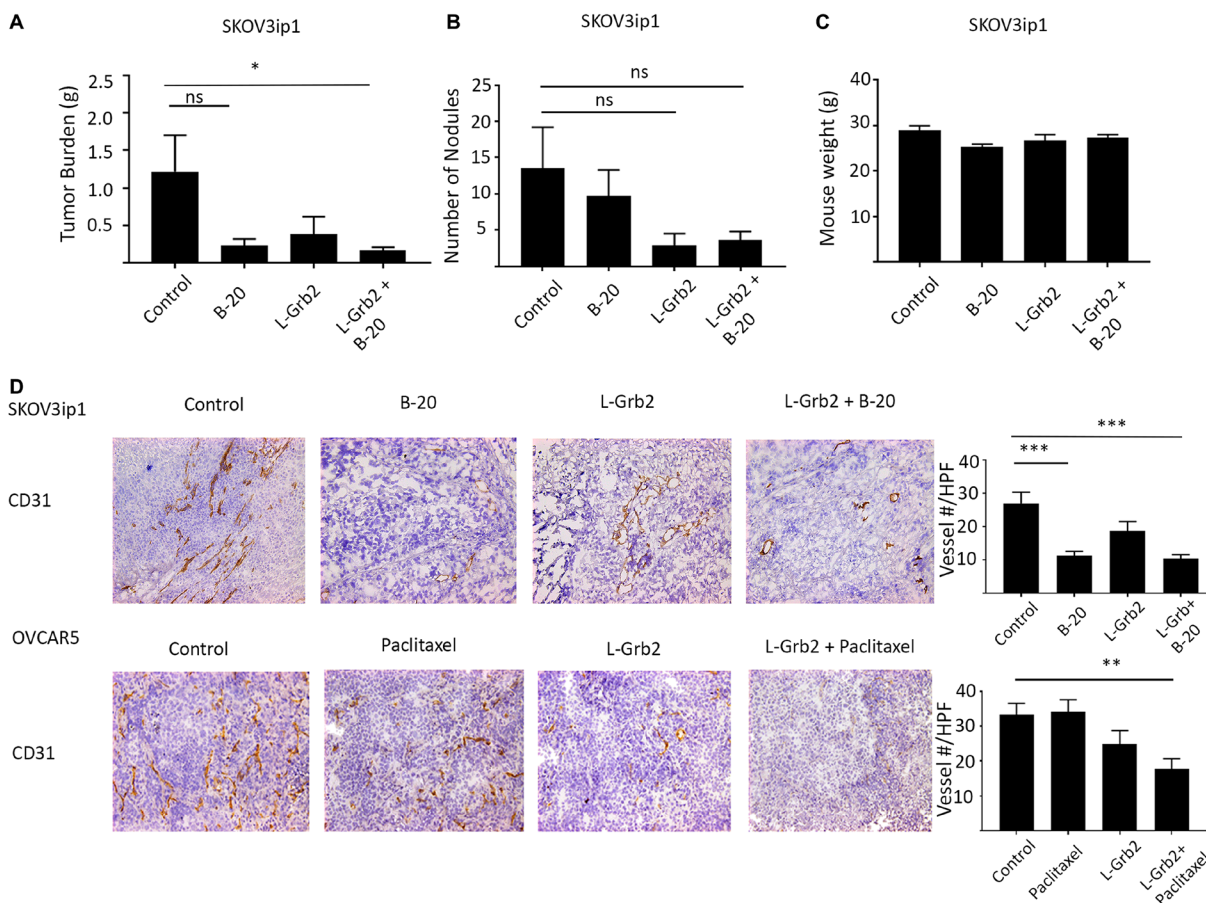 A
SKOV3ip1
Tumor Burden (g)
2.5
2.0
1.5
1.0
0.5
*
ns
Control
B-20
L-Grb2
L-Grb2 +
B-20
B
SKOV3ip1
Number of Nodules
25
20
15
10
5
ns
ns
Control
B-20
L-Grb2
L-Grb2 +
B-20
C
SKOV3ip1
Mouse weight (g)
40
30
20
10
Control
B-20
L-Grb2
L-Grb2 +
B-20
D
SKOV3ip1
Control
B-20
L-Grb2
L-Grb2 + B-20
CD31
***
***
Vessel #/HPF
40
30
20
10
Control
B-20
L-Grb2
L-Grb+
B-20
OVCAR5
Control
Paclitaxel
L-Grb2
L-Grb2 + Paclitaxel
CD31
**
Vessel #/HPF
40
30
20
10
Control
Paclitaxel
L-Grb2
L-Grb2+
Paclitaxel